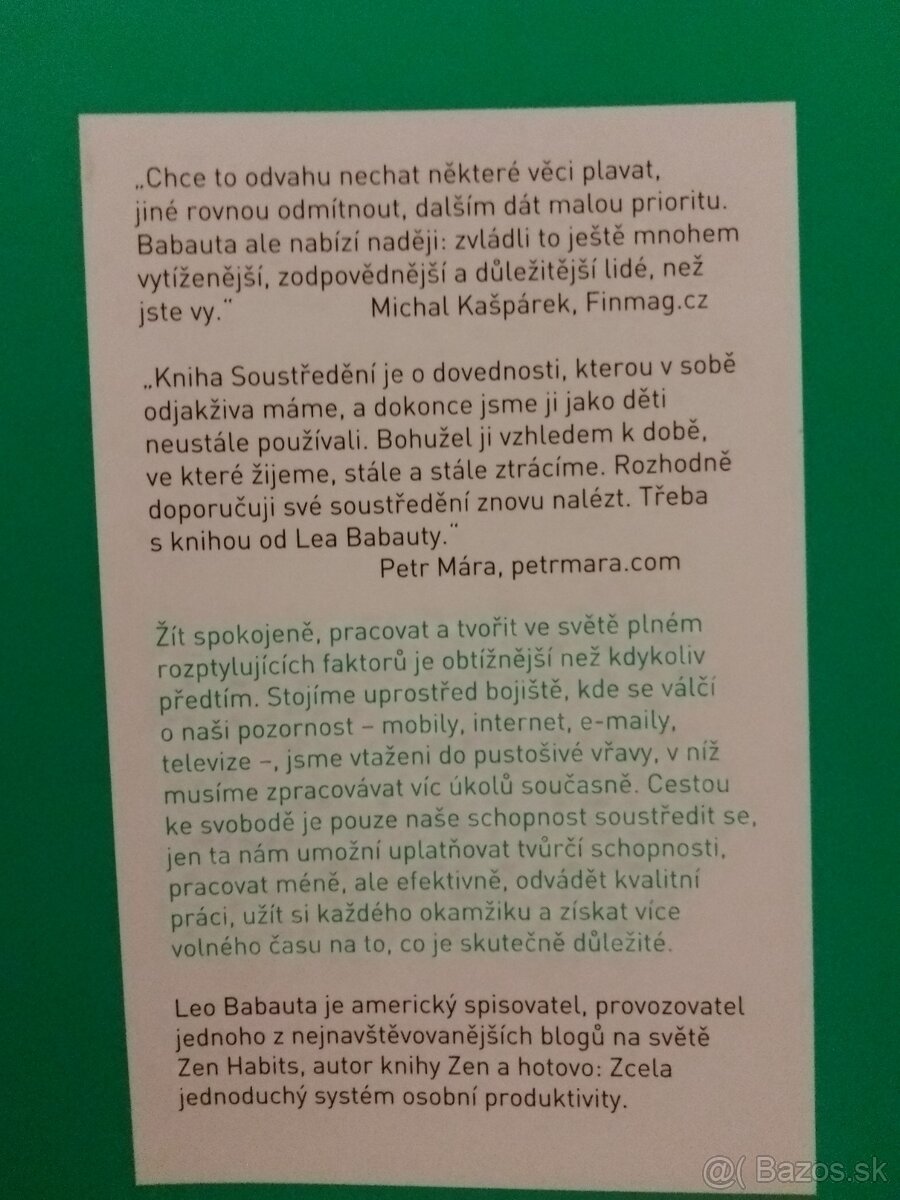 „Chce to odvahu nechat některé věci plavat,
jiné rovnou odmítnout, dalším dát malou prioritu.
Babauta ale nabízí naději: zvládli to ještě mnohem
vytíženější, zodpovědnější a důležitější lidé, než
jste vy.“ Michal Kašpárek, Finmag.cz
„Kniha Soustředění je o dovednosti, kterou v sobě
odjakživa máme, a dokonce jsme ji jako děti
neustále používali. Bohužel ji vzhledem k době,
ve které žijeme, stále a stále ztrácíme. Rozhodně
doporučuji své soustředění znovu nalézt. Třeba
s knihou od Lea Babauty.“
Petr Mára, petrmara.com
Žít spokojeně, pracovat a tvořit ve světě plném
rozptylujících faktorů je obtížnější než kdykoliv
předtím. Stojíme uprostřed bojiště, kde se válčí
o naši pozornost – mobily, internet, e-maily,
televize –, jsme vtaženi do pustošivé vřavy, v níž
musíme zpracovávat víc úkolů současně. Cestou
ke svobodě je pouze naše schopnost soustředit se,
jen ta nám umožní uplatňovat tvůrčí schopnosti,
pracovat méně, ale efektivně, odvádět kvalitní
práci, užít si každého okamžiku a získat více
volného času na to, co je skutečně důležité.
Leo Babauta je americký spisovatel, provozovatel
jednoho z nejnavštěvovanějších blogů na světě
Zen Habits, autor knihy Zen a hotovo: Zcela
jednoduchý systém osobní produktivity.
@( Bazos.sk